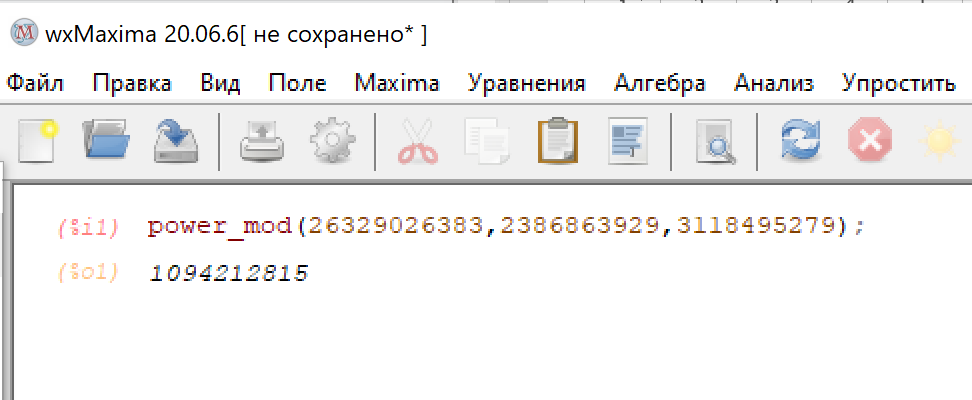 wxMaxima 20.06.6[ не сохранено* ]
Файл Правка Вид Поле Maxima Уравнения Алгебра Анализ Упростить
(%i1) power_mod(26329026383,2386863929,3118495279);
(%o1) 1094212815